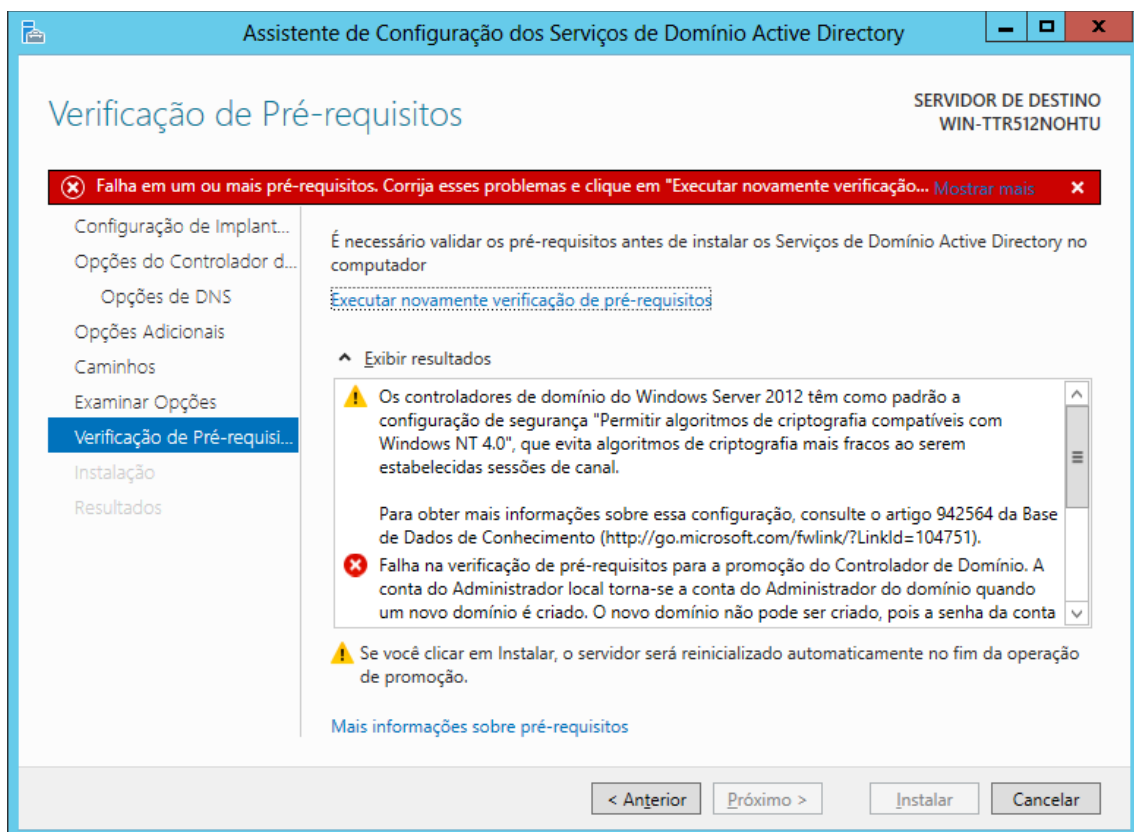 Assistente de Configuração dos Serviços de Domínio Active Directory
Verificação de Pré-requisitos
SERVIDOR DE DESTINO
WIN-TTR512NOHTU
Falha em um ou mais pré-requisitos. Corrija esses problemas e clique em "Executar novamente verificação... Mostrar mais
Configuração de Implant...
Opções do Controlador d...
Opções de DNS
Opções Adicionais
Caminhos
Examinar Opções
Verificação de Pré-requisi...
Instalação
Resultados
É necessário validar os pré-requisitos antes de instalar os Serviços de Domínio Active Directory no
computador
Executar novamente verificação de pré-requisitos
Exibir resultados
Os controladores de domínio do Windows Server 2012 têm como padrão a
configuração de segurança "Permitir algoritmos de criptografia compatíveis com
Windows NT 4.0", que evita algoritmos de criptografia mais fracos ao serem
estabelecidas sessões de canal.
Para obter mais informações sobre essa configuração, consulte o artigo 942564 da Base
de Dados de Conhecimento (http://go.microsoft.com/fwlink/?LinkId=104751).
Falha na verificação de pré-requisitos para a promoção do Controlador de Domínio. A
conta do Administrador local torna-se a conta do Administrador do domínio quando
um novo domínio é criado. O novo domínio não pode ser criado, pois a senha da conta
Se você clicar em Instalar, o servidor será reinicializado automaticamente no fim da operação
de promoção.
Mais informações sobre pré-requisitos
< Anterior
Próximo >
Instalar
Cancelar